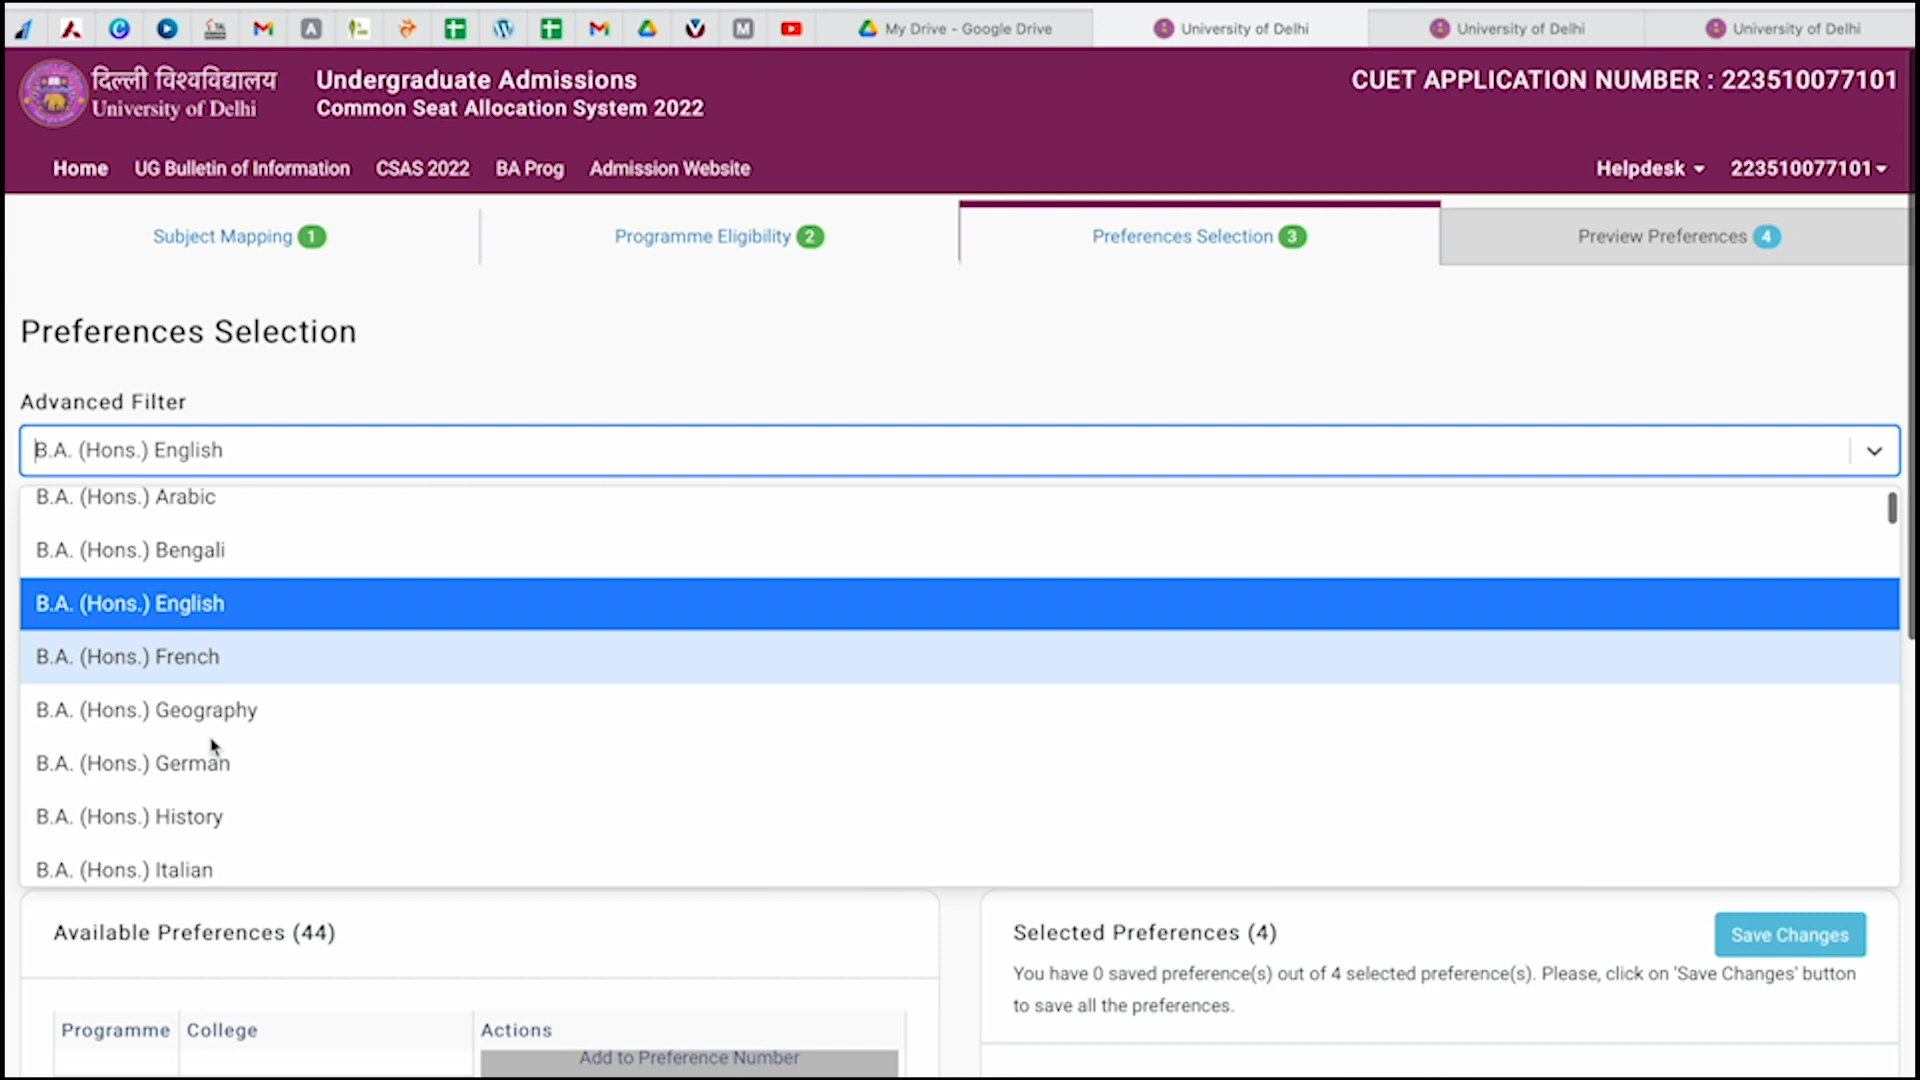 My Drive - Google Drive
University of Delhi
University of Delhi
University of Delhi
दिल्ली विश्वविद्यालय
University of Delhi
Undergraduate Admissions
Common Seat Allocation System 2022
CUET APPLICATION NUMBER : 223510077101
Home UG Bulletin of Information CSAS 2022 BA Prog Admission Website
Helpdesk 223510077101
Subject Mapping 1
Programme Eligibility 2
Preferences Selection 3
Preview Preferences 4
Preferences Selection
Advanced Filter
B.A. (Hons.) English
B.A. (Hons.) Arabic
B.A. (Hons.) Bengali
B.A. (Hons.) English
B.A. (Hons.) French
B.A. (Hons.) Geography
B.A. (Hons.) German
B.A. (Hons.) History
B.A. (Hons.) Italian
Available Preferences (44)
Programme College Actions
Add to Preference Number
Selected Preferences (4)
Save Changes
You have 0 saved preference(s) out of 4 selected preference(s). Please, click on 'Save Changes' button
to save all the preferences.